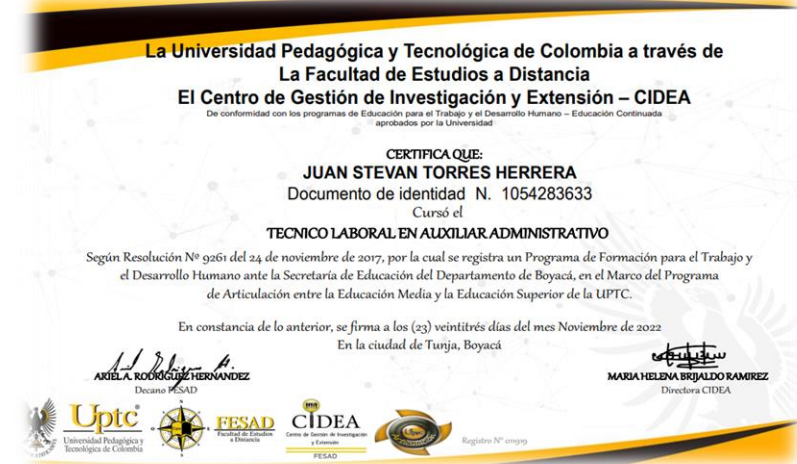 La Universidad Pedagógica y Tecnológica de Colombia a través de
La Facultad de Estudios a Distancia
El Centro de Gestión de Investigación y Extensión – CIDEA
De conformidad con los programas de Educación para el Trabajo y el Desarrollo Humano – Educación Continuada
aprobados por la Universidad
CERTIFICA QUE:
JUAN STEVAN TORRES HERRERA
Documento de identidad N. 1054283633
Cursó el
TECNICO LABORAL EN AUXILIAR ADMINISTRATIVO
Según Resolución Nº 9261 del 24 de noviembre de 2017, por la cual se registra un Programa de Formación para el Trabajo y
el Desarrollo Humano ante la Secretaría de Educación del Departamento de Boyacá, en el Marco del Programa
de Articulación entre la Educación Media y la Educación Superior de la UPTC.
En constancia de lo anterior, se firma a los (23) veintitrés días del mes Noviembre de 2022
En la ciudad de Tunja, Boyacá
ARIEL A. RODRÍGUEZ HERNANDEZ
Decano FESAD
MARIA HELENA BRIJALDO RAMIREZ
Directora CIDEA
Uptc
Universidad Pedagógica y
Tecnológica de Colombia
FESAD
Facultad de Estudios
a Distancia
CIDEA
Centro de Gestión de Investigación
y Extensión
FESAD
Registro Nº